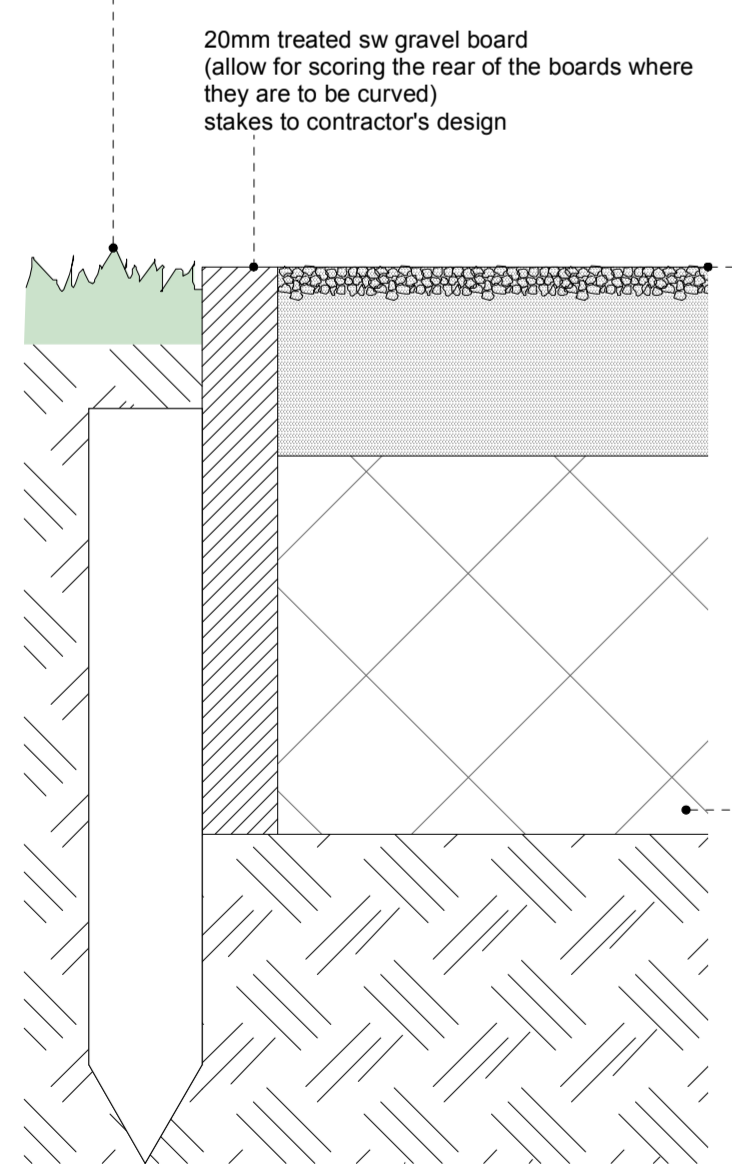 20mm treated sw gravel board
(allow for scoring the rear of the boards where
they are to be curved)
stakes to contractor's design